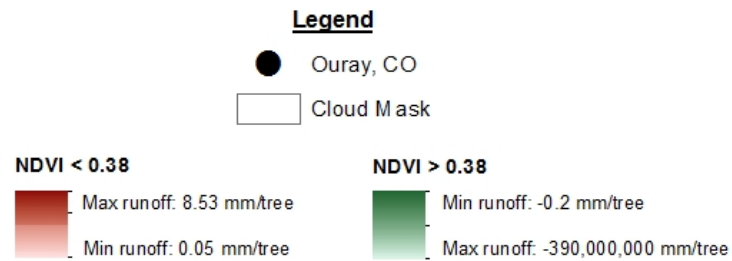 Legend
Ouray, CO
Cloud Mask
NDVI < 0.38
Max runoff: 8.53 mm/tree
Min runoff: 0.05 mm/tree
NDVI > 0.38
Min runoff: -0.2 mm/tree
Max runoff: -390,000,000 mm/tree